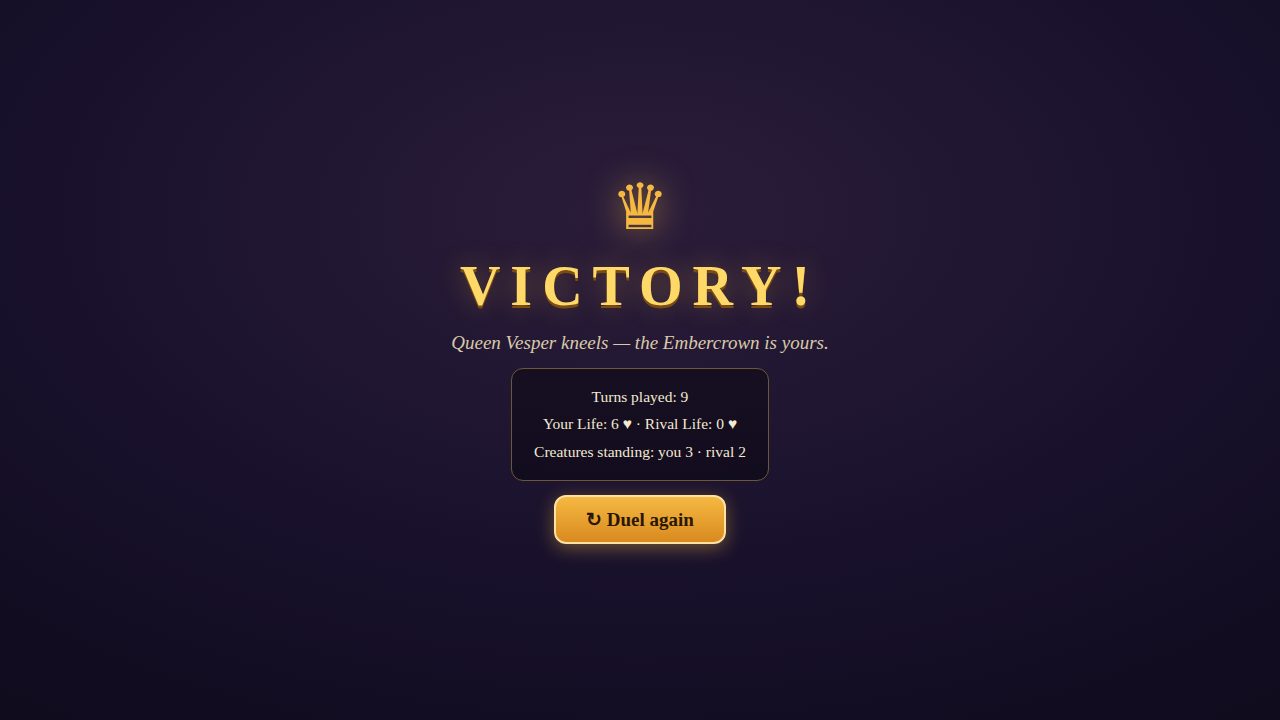 ♛
VICTORY!
Queen Vesper kneels — the Embercrown is yours.
Turns played: 9
Your Life: 6 ♥ · Rival Life: 0 ♥
Creatures standing: you 3 · rival 2
↻ Duel again